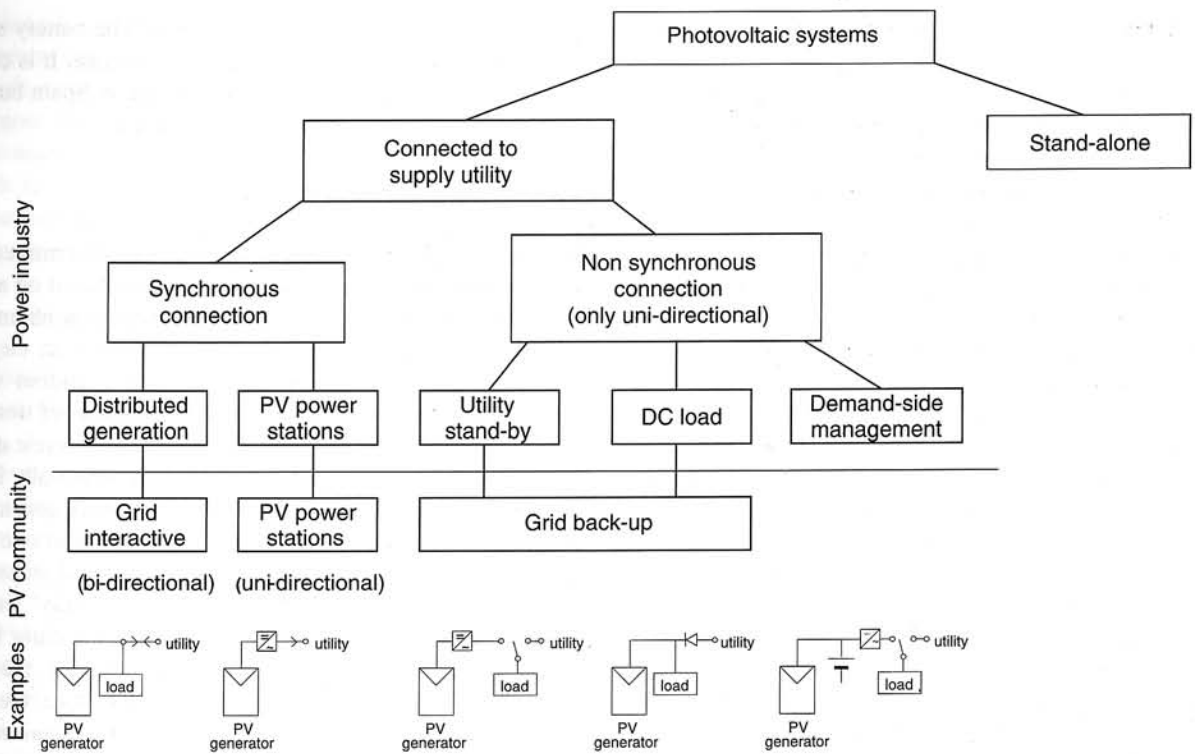 Photovoltaic systems
Connected to
supply utility
Stand-alone
Power industry
Synchronous
connection
Non synchronous
connection
(only uni-directional)
Distributed
generation
PV power
stations
Utility
stand-by
DC load
Demand-side
management
PV community
Grid
interactive
PV power
stations
Grid back-up
(bi-directional)
(uni-directional)
Examples
utility
load
PV
generator
utility
PV
generator
utility
load
PV
generator
utility
load
PV
generator
utility
load
PV
generator